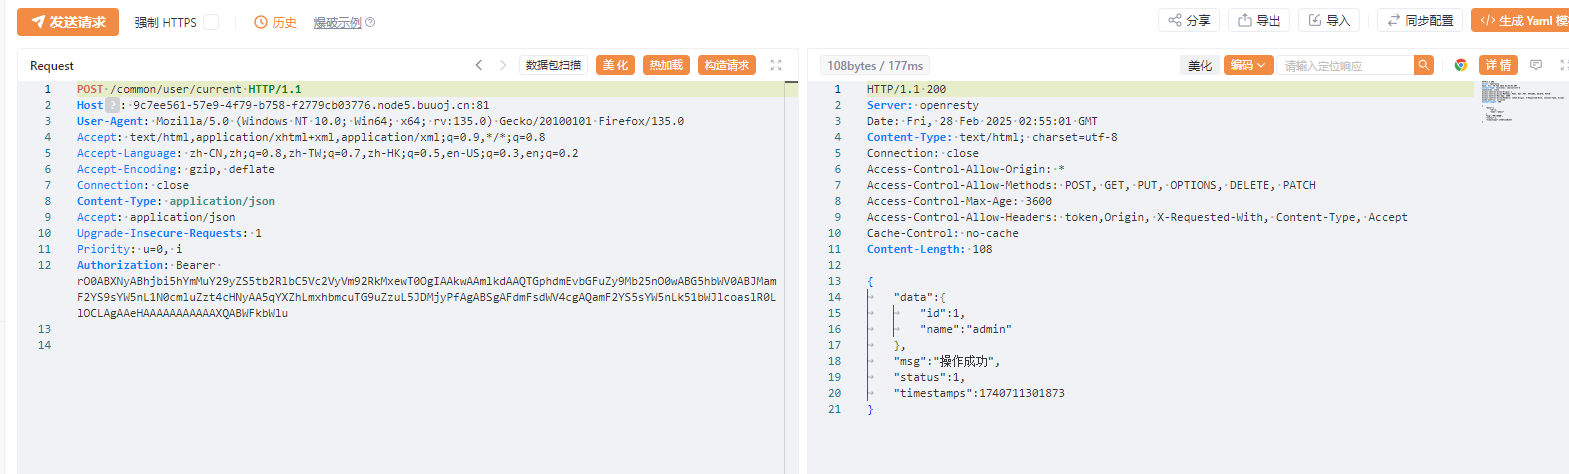 发送请求 强制 HTTPS 历史 爆破示例 分享 导出 导入 同步配置 </> 生成 Yaml 模
Request 数据包扫描 美化 热加载 构造请求
1 POST /common/user/current HTTP/1.1
2 Host ? : 9c7ee561-57e9-4f79-b758-f2779cb03776.node5.buuoj.cn:81
3 User-Agent: Mozilla/5.0 (Windows NT 10.0; Win64; x64; rv:135.0) Gecko/20100101 Firefox/135.0
4 Accept: text/html,application/xhtml+xml,application/xml;q=0.9,*/*;q=0.8
5 Accept-Language: zh-CN,zh;q=0.8,zh-TW;q=0.7,zh-HK;q=0.5,en-US;q=0.3,en;q=0.2
6 Accept-Encoding: gzip, deflate
7 Connection: close
8 Content-Type: application/json
9 Accept: application/json
10 Upgrade-Insecure-Requests: 1
11 Priority: u=0, i
12 Authorization: Bearer
rO0ABXNyABhjbi5hYmMuY29yZS5tb2RlbC5Vc2VyVm92RkMxewT0OgIAAkwAAmlkdAAQTGphdmEvbGFuZy9Mb25nO0wABG5hbWV0ABJMam
F2YS9sYW5nL1N0cmluZzt4cHNyAA5qYXZhLmxhbmcuTG9uZzuL5JDMjyPfAgABSgAFdmFsdWV4cgAQamF2YS5sYW5nLk51bWJlcoaslR0L
lOCLAgAAeHAAAAAAAAAAAXQABWFkbWlu
13
14
108bytes / 177ms 美化 编码 请输入定位响应 详情
1 HTTP/1.1 200
2 Server: openresty
3 Date: Fri, 28 Feb 2025 02:55:01 GMT
4 Content-Type: text/html; charset=utf-8
5 Connection: close
6 Access-Control-Allow-Origin: *
7 Access-Control-Allow-Methods: POST, GET, PUT, OPTIONS, DELETE, PATCH
8 Access-Control-Max-Age: 3600
9 Access-Control-Allow-Headers: token,Origin, X-Requested-With, Content-Type, Accept
10 Cache-Control: no-cache
11 Content-Length: 108
12
13 {
14 "data":{
15 "id":1,
16 "name":"admin"
17 },
18 "msg":"操作成功",
19 "status":1,
20 "timestamps":1740711301873
21 }